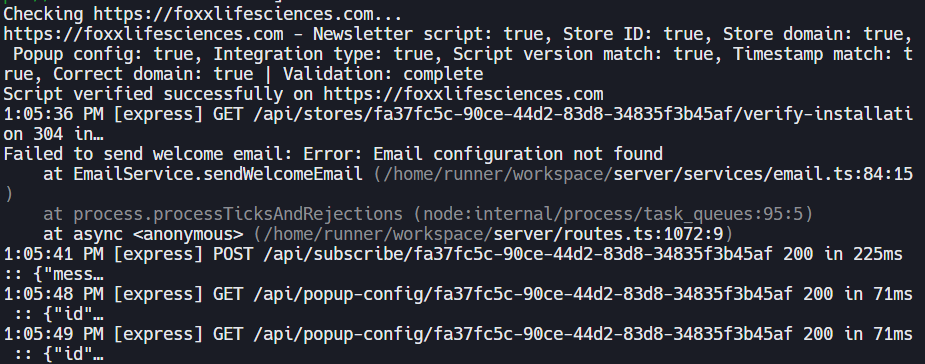 Checking https://foxxlifesciences.com...
https://foxxlifesciences.com – Newsletter script: true, Store ID: true, Store domain: true,
Popup config: true, Integration type: true, Script version match: true, Timestamp match: t
rue, Correct domain: true | Validation: complete
Script verified successfully on https://foxxlifesciences.com
1:05:36 PM [express] GET /api/stores/fa37fc5c-90ce-44d2-83d8-34835f3b45af/verify-installati
on 304 in…
Failed to send welcome email: Error: Email configuration not found
at EmailService.sendWelcomeEmail (/home/runner/workspace/server/services/email.ts:84:15
)
at process.processTicksAndRejections (node:internal/process/task_queues:95:5)
at async <anonymous> (/home/runner/workspace/server/routes.ts:1072:9)
1:05:41 PM [express] POST /api/subscribe/fa37fc5c-90ce-44d2-83d8-34835f3b45af 200 in 225ms
:: {"mess…
1:05:48 PM [express] GET /api/popup-config/fa37fc5c-90ce-44d2-83d8-34835f3b45af 200 in 71ms
:: {"id"…
1:05:49 PM [express] GET /api/popup-config/fa37fc5c-90ce-44d2-83d8-34835f3b45af 200 in 71ms
:: {"id"…